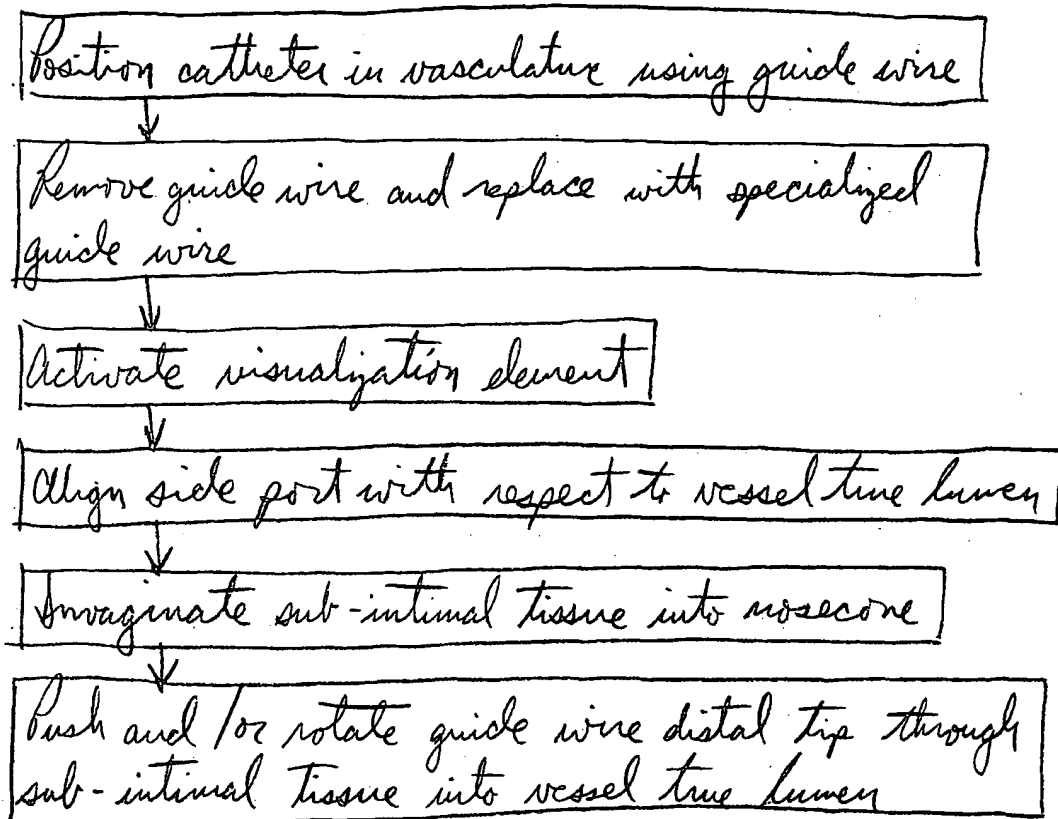 Position catheter in vasculature using guide wire
Remove guide wire and replace with specialized
guide wire
Activate visualization element
Align side port with respect to vessel true lumen
Invaginate sub-intimal tissue into nosecone
Push and/or rotate guide wire distal tip through
sub-intimal tissue into vessel true lumen